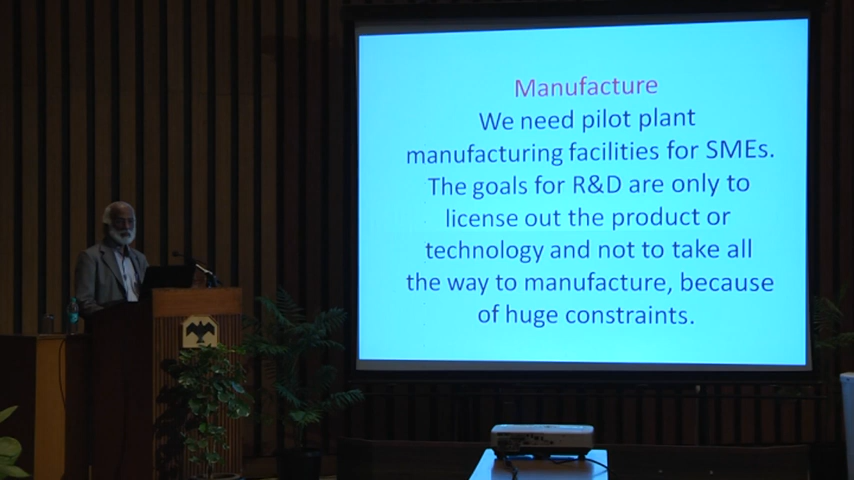 Manufacture
We need pilot plant
manufacturing facilities for SMEs.
The goals for R&D are only to
license out the product or
technology and not to take all
the way to manufacture, because
of huge constraints.